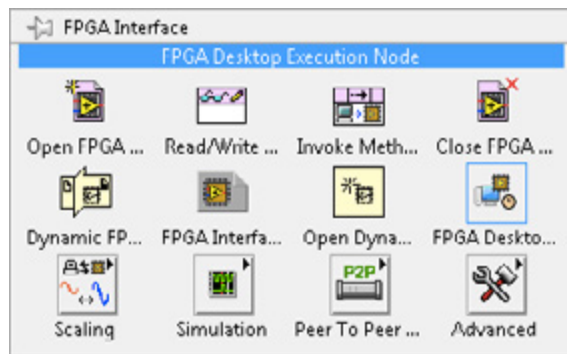 FPGA Interface
FPGA Desktop Execution Node
Open FPGA ... Read/Write ... Invoke Meth... Close FPGA ...
Dynamic FP... FPGA Interfa... Open Dyna... FPGA Deskto...
P2P
Scaling Simulation Peer To Peer ... Advanced